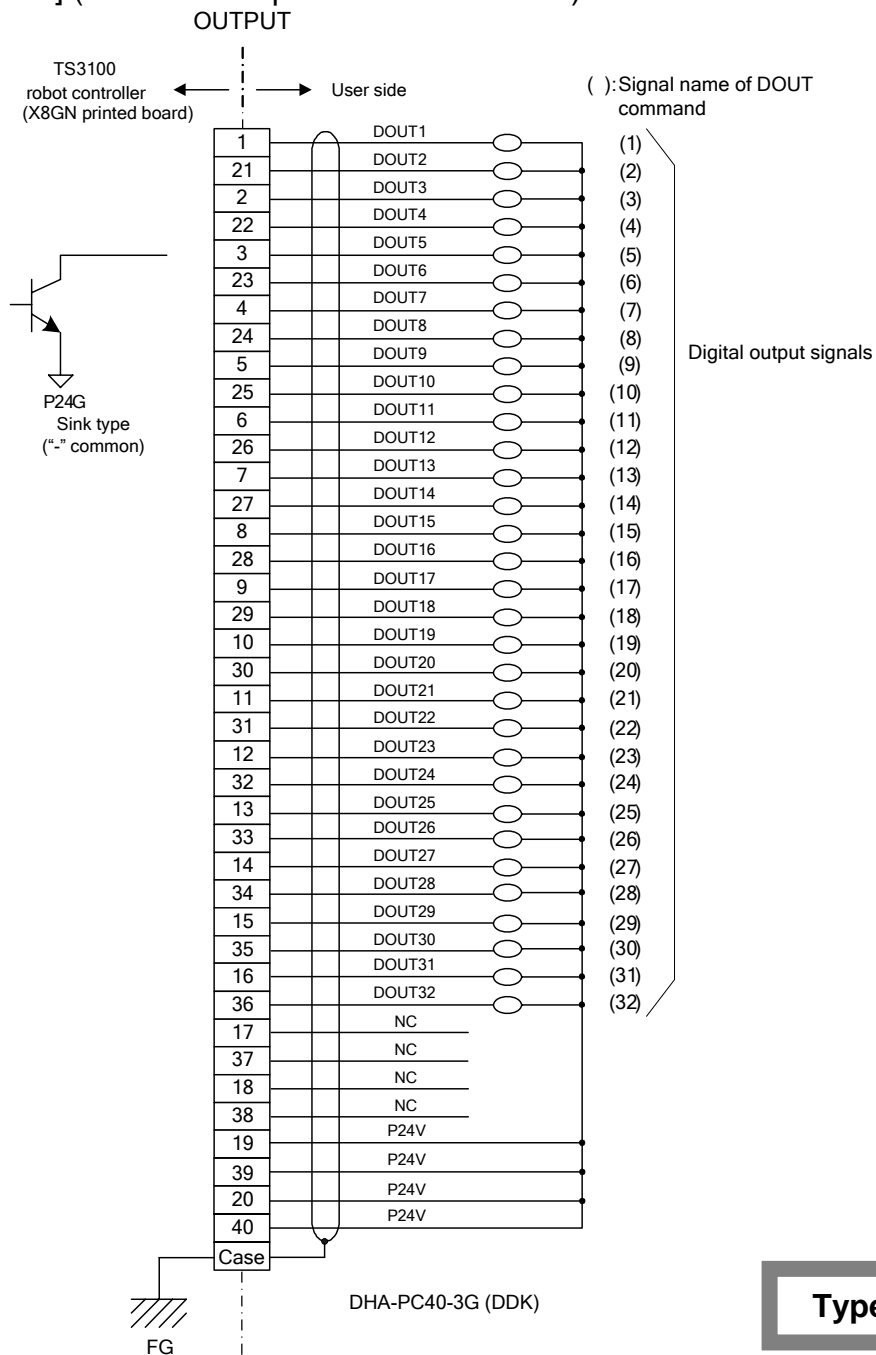 OUTPUT
TS3100
robot controller
(X8GN printed board)
User side
( ):Signal name of DOUT
command
1 DOUT1 (1)
21 DOUT2 (2)
2 DOUT3 (3)
22 DOUT4 (4)
3 DOUT5 (5)
23 DOUT6 (6)
4 DOUT7 (7)
24 DOUT8 (8)
5 DOUT9 (9)
Digital output signals
25 DOUT10 (10)
6 DOUT11 (11)
26 DOUT12 (12)
7 DOUT13 (13)
27 DOUT14 (14)
8 DOUT15 (15)
28 DOUT16 (16)
9 DOUT17 (17)
29 DOUT18 (18)
10 DOUT19 (19)
30 DOUT20 (20)
11 DOUT21 (21)
31 DOUT22 (22)
12 DOUT23 (23)
32 DOUT24 (24)
13 DOUT25 (25)
33 DOUT26 (26)
14 DOUT27 (27)
34 DOUT28 (28)
15 DOUT29 (29)
35 DOUT30 (30)
16 DOUT31 (31)
36 DOUT32 (32)
17 NC
37 NC
18 NC
38 NC
19 P24V
39 P24V
20 P24V
40 P24V
Case
P24G
Sink type
("-" common)
FG
DHA-PC40-3G (DDK)
Type